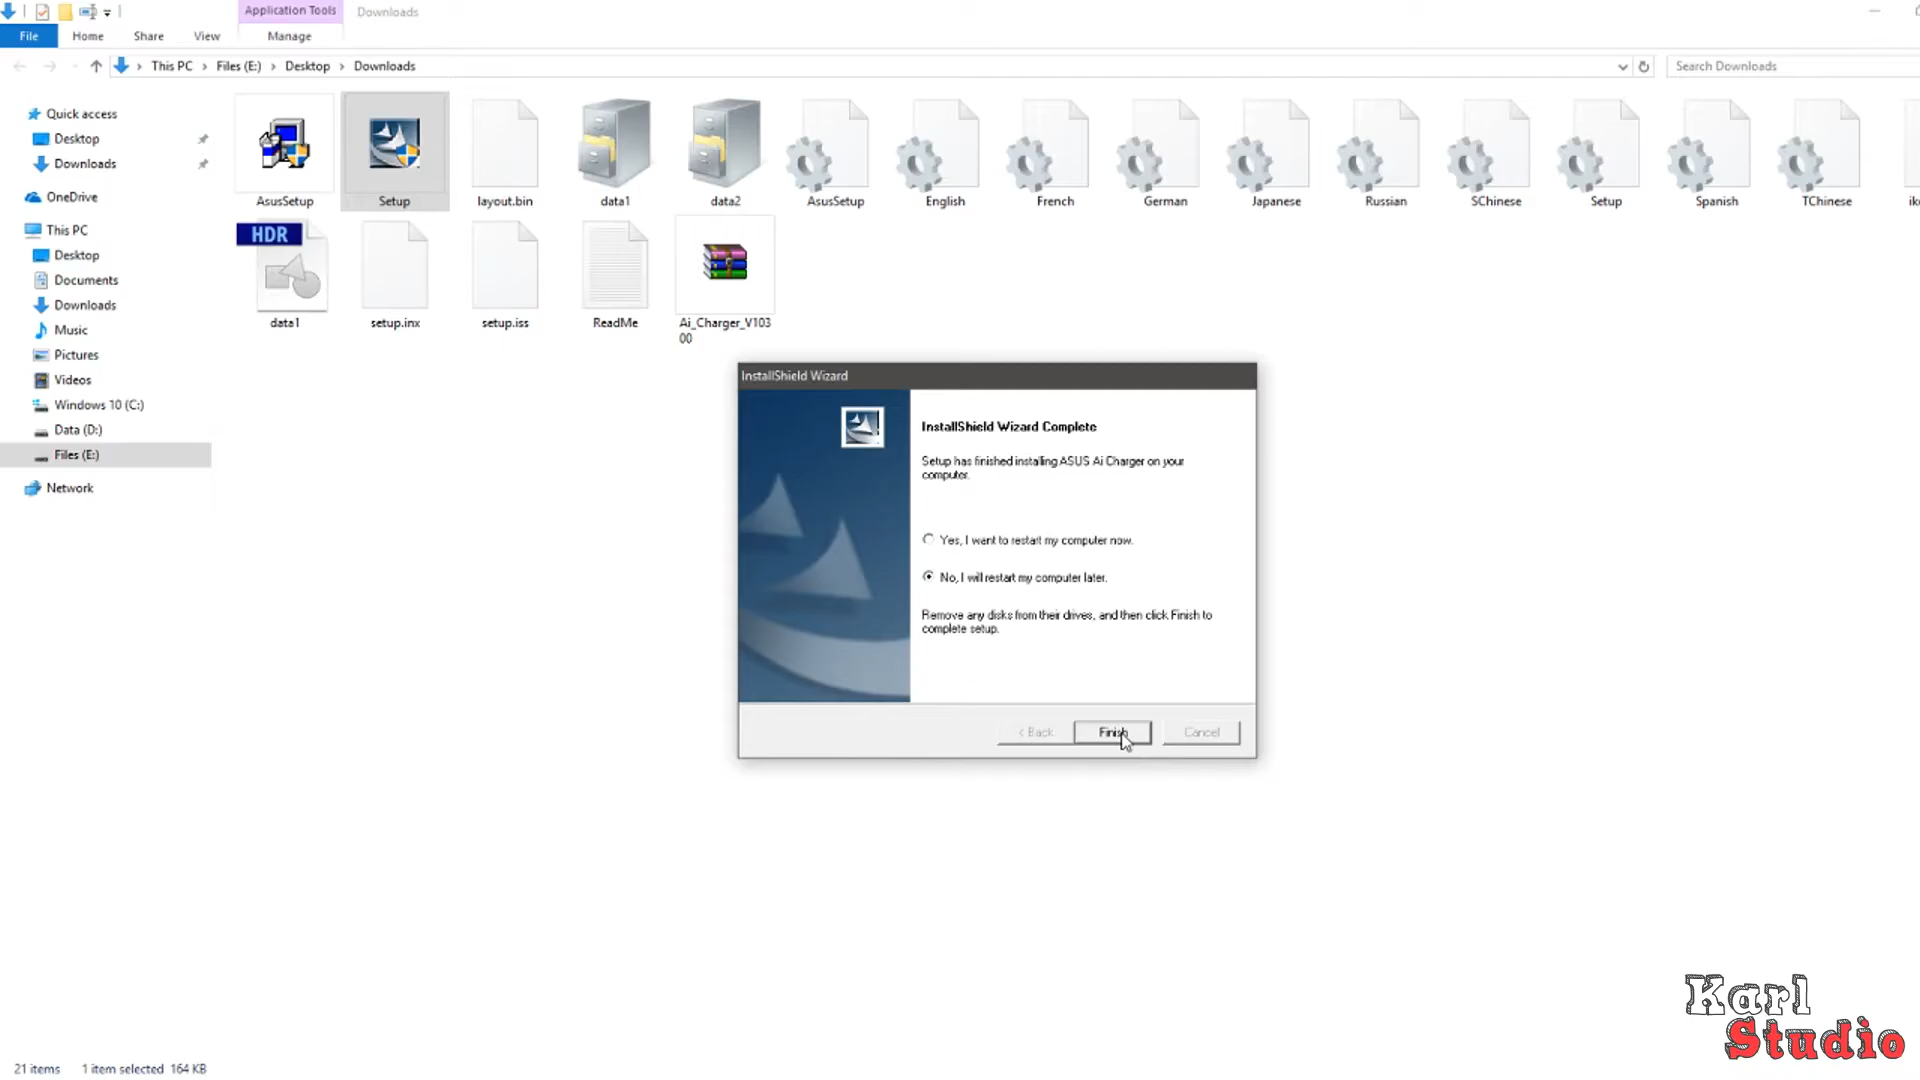 Application Tools
Downloads
File
Home
Share
View
Manage
This PC
Files (E:)
Desktop
Downloads
Search Downloads
Quick access
Desktop
Downloads
OneDrive
This PC
Desktop
Documents
Downloads
Music
Pictures
Videos
Windows 10 (C:)
Data (D:)
Files (E:)
Network
AsusSetup
Setup
layout.bin
data1
data2
AsusSetup
English
French
German
Japanese
Russian
SChinese
Setup
Spanish
TChinese
HDR
data1
setup.inx
setup.iss
ReadMe
Ai_Charger_V103
00
InstallShield Wizard
InstallShield Wizard Complete
Setup has finished installing ASUS Ai Charger on your
computer.
Yes, I want to restart my computer now.
No, I will restart my computer later.
Remove any disks from their drives, and then click Finish to
complete setup.
< Back
Finish
Cancel
21 items
1 item selected 164 KB
Karl
Studio